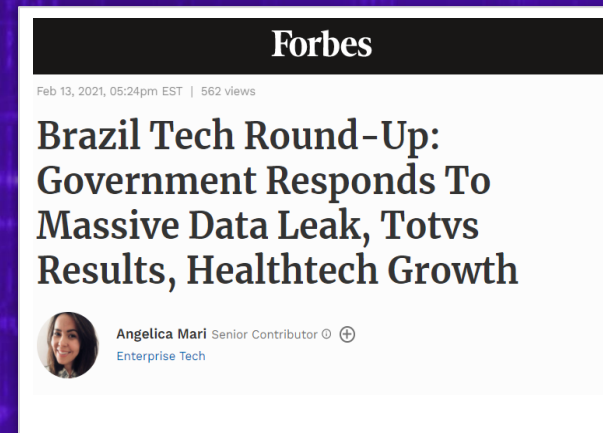 Forbes
Feb 13, 2021, 05:24pm EST | 562 views
Brazil Tech Round-Up:
Government Responds To
Massive Data Leak, Totvs
Results, Healthtech Growth
Angelica Mari Senior Contributor
Enterprise Tech